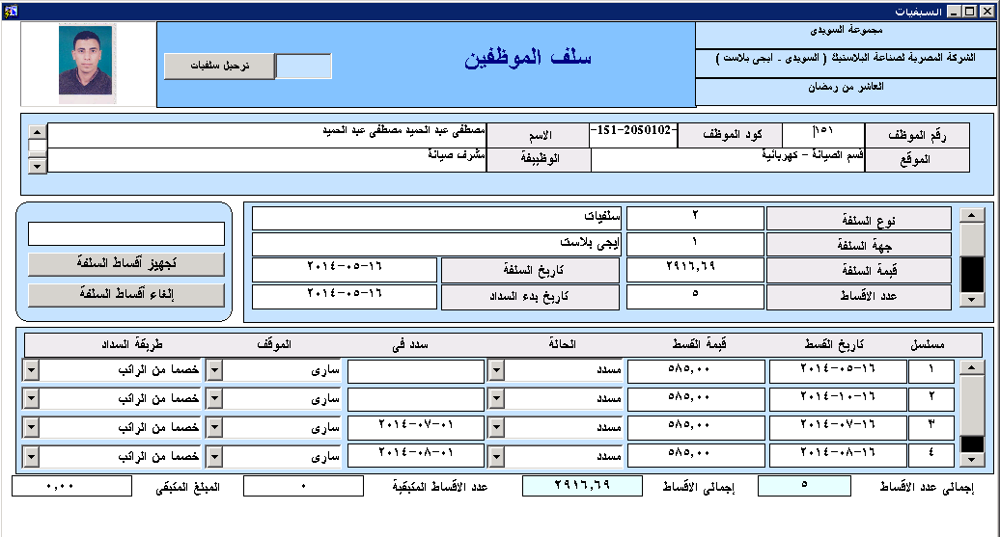 السلفيات
مجموعة السويدى
الشركة المصرية لصناعة البلاستيك ( السويدى - ايجى بلاست )
العاشر من رمضان
سلف الموظفين
ترحيل سلفيات
رقم الموظف ١٥١ كود الموظف -151-2050102- الاسم مصطفى عبد الحميد مصطفى عبد الحميد
الموقع قسم الصيانة - كهربائية الوظيفة مشرف صيانة
نوع السلفة ٢ سلفيات
جهة السلفة ١ إيجى بلاست
قيمة السلفة ٢٩١٦,٦٩ تاريخ السلفة ٢٠١٤-٠٥-١٦
عدد الاقساط ٥ تاريخ بدء السداد ٢٠١٤-٠٥-١٦
تجهيز أقساط السلفة
إلغاء أقساط السلفة
مسلسل تاريخ القسط قيمة القسط الحالة سدد فى الموقف طريقة السداد
١ ٢٠١٤-٠٥-١٦ ٥٨٥,٠٠ مسدد سارى خصما من الراتب
٢ ٢٠١٤-١٠-١٦ ٥٨٥,٠٠ مسدد سارى خصما من الراتب
٣ ٢٠١٤-٠٧-١٦ ٥٨٥,٠٠ مسدد ٢٠١٤-٠٧-٠١ سارى خصما من الراتب
٤ ٢٠١٤-٠٨-١٦ ٥٨٥,٠٠ مسدد ٢٠١٤-٠٨-٠١ سارى خصما من الراتب
إجمالى عدد الاقساط ٥ إجمالى الاقساط ٢٩١٦,٦٩ عدد الاقساط المتبقية ٠ المبلغ المتبقى ٠,٠٠